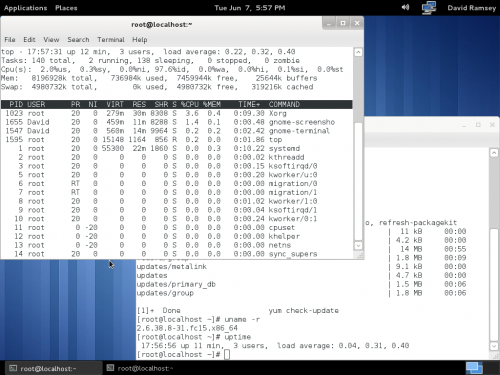 Applications Places Tue Jun 7, 5:57 PM David Ramsey
root@localhost:~
File Edit View Search Terminal Help
top - 17:57:31 up 12 min, 3 users, load average: 0.22, 0.32, 0.40
Tasks: 140 total, 2 running, 138 sleeping, 0 stopped, 0 zombie
Cpu(s): 2.0%us, 0.3%sy, 0.0%ni, 97.6%id, 0.0%wa, 0.0%hi, 0.1%si, 0.0%st
Mem: 8196928k total, 736984k used, 7459944k free, 25644k buffers
Swap: 4980732k total, 0k used, 4980732k free, 319216k cached
PID USER PR NI VIRT RES SHR S %CPU %MEM TIME+ COMMAND
1023 root 20 0 279m 30m 8308 S 3.6 0.4 0:09.30 Xorg
1655 David 20 0 459m 11m 8288 S 1.4 0.1 0:00.48 gnome-screensho
1547 David 20 0 560m 14m 9964 S 0.2 0.2 0:02.42 gnome-terminal
1595 root 20 0 15148 1164 856 R 0.2 0.0 0:01.86 top
1 root 20 0 55300 22m 1860 S 0.0 0.3 0:10.22 systemd
2 root 20 0 0 0 0 S 0.0 0.0 0:00.02 kthreadd
3 root 20 0 0 0 0 S 0.0 0.0 0:00.15 ksoftirqd/0
5 root 20 0 0 0 0 S 0.0 0.0 0:00.20 kworker/u:0
6 root RT 0 0 0 0 S 0.0 0.0 0:00.00 migration/0
7 root RT 0 0 0 0 S 0.0 0.0 0:00.00 migration/1
8 root 20 0 0 0 0 S 0.0 0.0 0:01.02 kworker/1:0
9 root 20 0 0 0 0 S 0.0 0.0 0:00.04 ksoftirqd/1
10 root 20 0 0 0 0 S 0.0 0.0 0:00.24 kworker/0:1
11 root 0 -20 0 0 0 S 0.0 0.0 0:00.00 cpuset
12 root 0 -20 0 0 0 S 0.0 0.0 0:00.00 khelper
13 root 0 -20 0 0 0 S 0.0 0.0 0:00.00 netns
14 root 20 0 0 0 0 S 0.0 0.0 0:00.00 sync_supers
o, refresh-packagekit
| 11 kB 00:00
| 4.2 kB 00:00
| 14 MB 00:55
| 1.8 MB 00:09
updates/metalink | 9.1 kB 00:00
updates | 4.7 kB 00:00
updates/primary_db | 1.5 MB 00:06
updates/group | 1.8 MB 00:06
[1]+ Done yum check-update
[root@localhost ~]# uname -r
2.6.38.8-31.fc15.x86_64
[root@localhost ~]# uptime
17:56:56 up 11 min, 3 users, load average: 0.04, 0.31, 0.40
[root@localhost ~]#
root@localhost:~ root@localhost:~